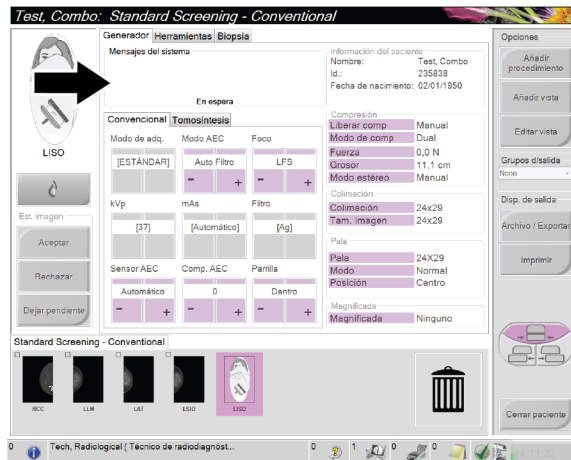 Test, Combo: Standard Screening - Conventional
Generador Herramientas Biopsia
Mensajes del sistema
En espera
Información del paciente
Nombre: Test, Combo
Id.: 235838
Fecha de nacimiento: 02/01/1950
Opciones
Añadir
procedimiento
Añadir vista
Editar vista
Grupos d/salida
None
Disp. de salida
Archivo / Exportar
Imprimir
Cerrar paciente
LISO
Est. Imagen
Aceptar
Rechazar
Dejar pendiente
Convencional Tomosíntesis
Modo de adq. Modo AEC Foco
[ESTÁNDAR] Auto Filtro LFS
- + - +
kVp mAs Filtro
[37] [Automático] [Ag]
Sensor AEC Comp. AEC Parrilla
Automático 0 Dentro
- + - + - +
Compresión
Liberar comp Manual
Modo de comp Dual
Fuerza 0,0 N
Grosor 11,1 cm
Modo estéreo Manual
Colimación
Colimación 24x29
Tam. Imagen 24x29
Pala
Pala 24X29
Modo Normal
Posición Centro
Magnificada
Magnificada Ninguno
Standard Screening - Conventional
RCC LLM LAT LSIO LISO
0 Tech, Radiological ( Técnico de radiodiagnóst... 0 1 0 0